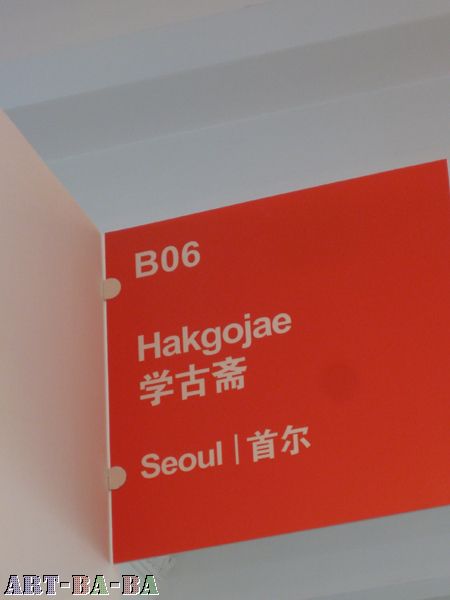 B06
Hakgojae
学古斋
Seoul | 首尔
ART-BA-BA